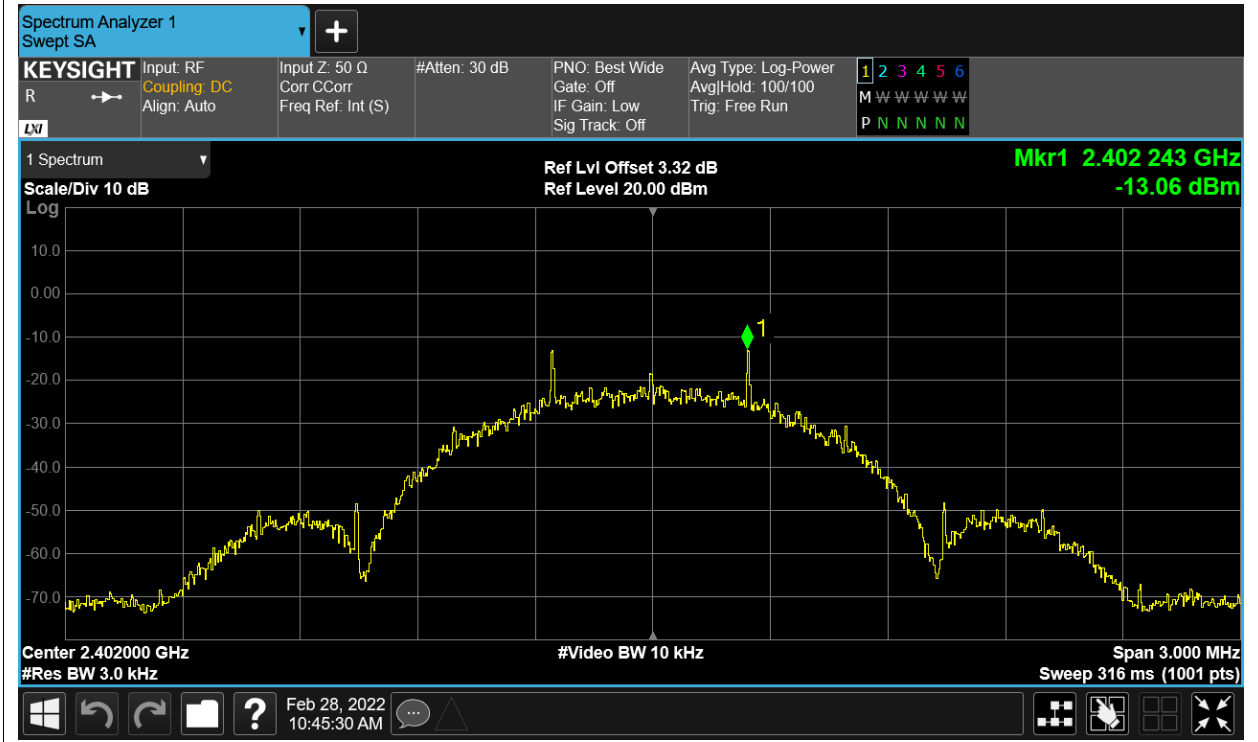 Spectrum Analyzer 1
Swept SA
KEYSIGHT
R
LXI
Input: RF
Coupling: DC
Align: Auto
Input Z: 50 Ω
Corr CCorr
Freq Ref: Int (S)
#Atten: 30 dB
PNO: Best Wide
Gate: Off
IF Gain: Low
Sig Track: Off
Avg Type: Log-Power
Avg|Hold: 100/100
Trig: Free Run
1 2 3 4 5 6
M W W W W W
P N N N N N
1 Spectrum
Scale/Div 10 dB
Log
Ref Lvl Offset 3.32 dB
Ref Level 20.00 dBm
Mkr1 2.402 243 GHz
-13.06 dBm
10.0
0.00
-10.0
-20.0
-30.0
-40.0
-50.0
-60.0
-70.0
1
Center 2.402000 GHz
#Res BW 3.0 kHz
#Video BW 10 kHz
Span 3.000 MHz
Sweep 316 ms (1001 pts)
?
Feb 28, 2022
10:45:30 AM